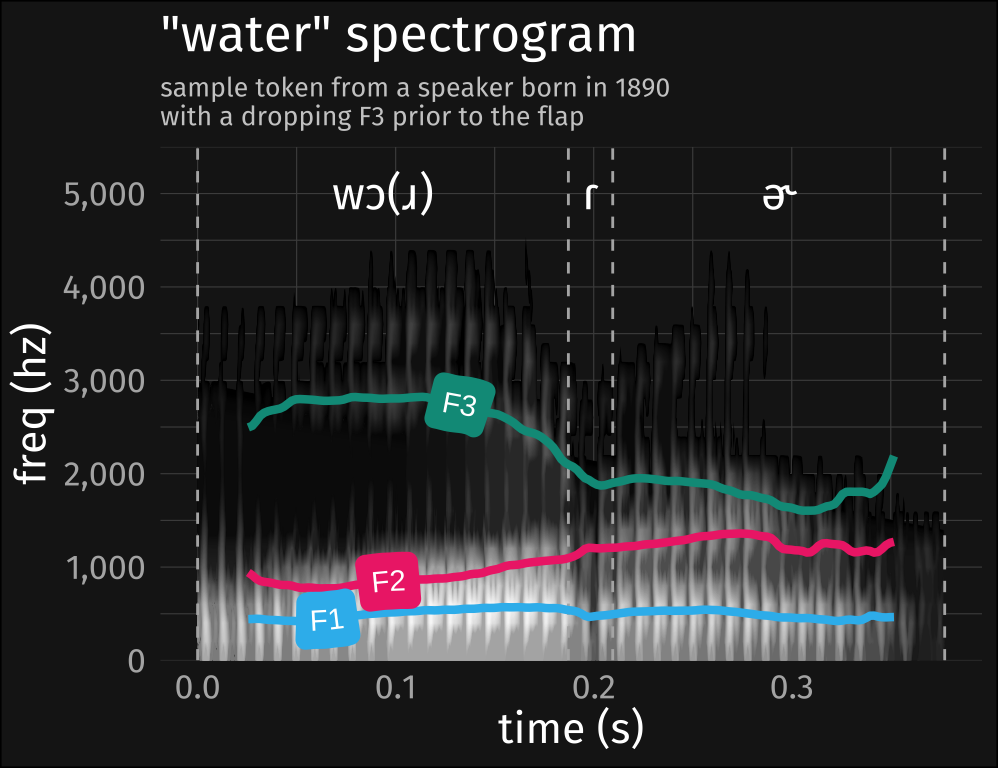 "water" spectrogram
sample token from a speaker born in 1890
with a dropping F3 prior to the flap
freq (hz)
5,000
4,000
3,000
2,000
1,000
0
wɔ(ɹ) ɾ ɚ
F3
F2
F1
0.0 0.1 0.2 0.3
time (s)